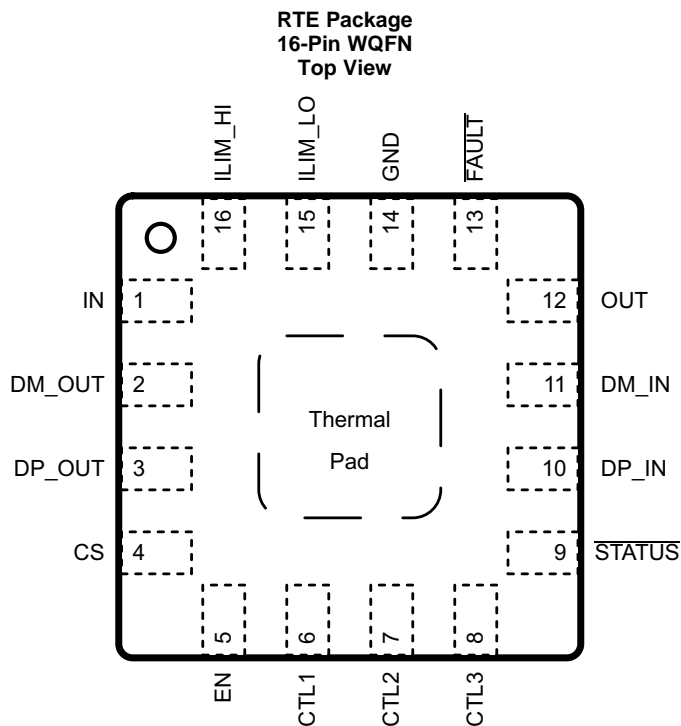 RTE Package
16-Pin WQFN
Top View
ILIM_HI
ILIM_LO
GND
FAULT
16
15
14
13
IN 1
12 OUT
DM_OUT 2
11 DM_IN
Thermal
Pad
DP_OUT 3
10 DP_IN
CS 4
9 STATUS
5
6
7
8
EN
CTL1
CTL2
CTL3